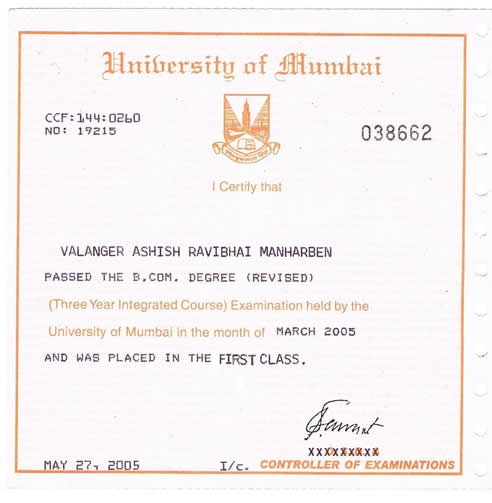 University of Mumbai
CCF:144:0260
NO: 19215
038662
I Certify that
VALANGER ASHISH RAVIBHAI MANHARBEN
PASSED THE B.COM. DEGREE (REVISED)
(Three Year Integrated Course) Examination held by the
University of Mumbai in the month of MARCH 2005
AND WAS PLACED IN THE FIRST CLASS.
XXXXXXXXX
MAY 27, 2005 I/c. CONTROLLER OF EXAMINATIONS